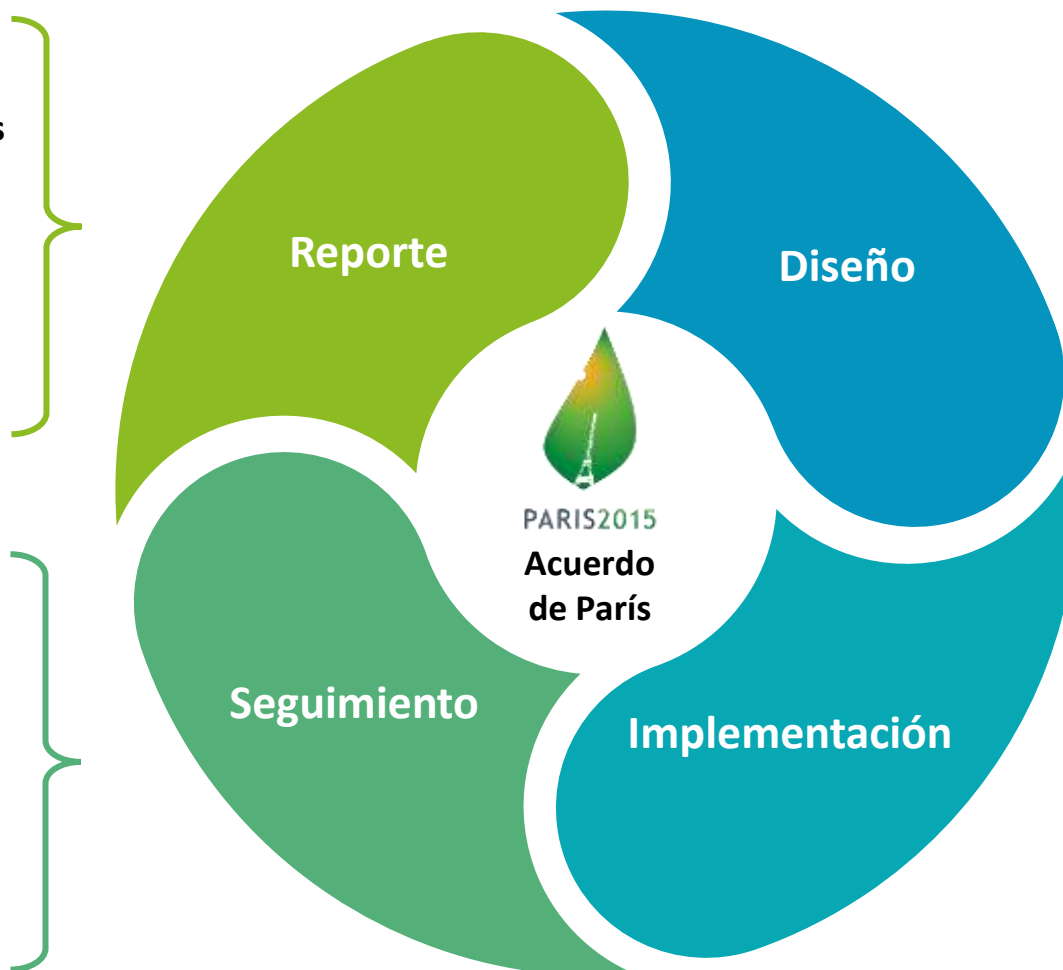 s
Reporte
Diseño
PARIS2015
Acuerdo
de París
Seguimiento
Implementación